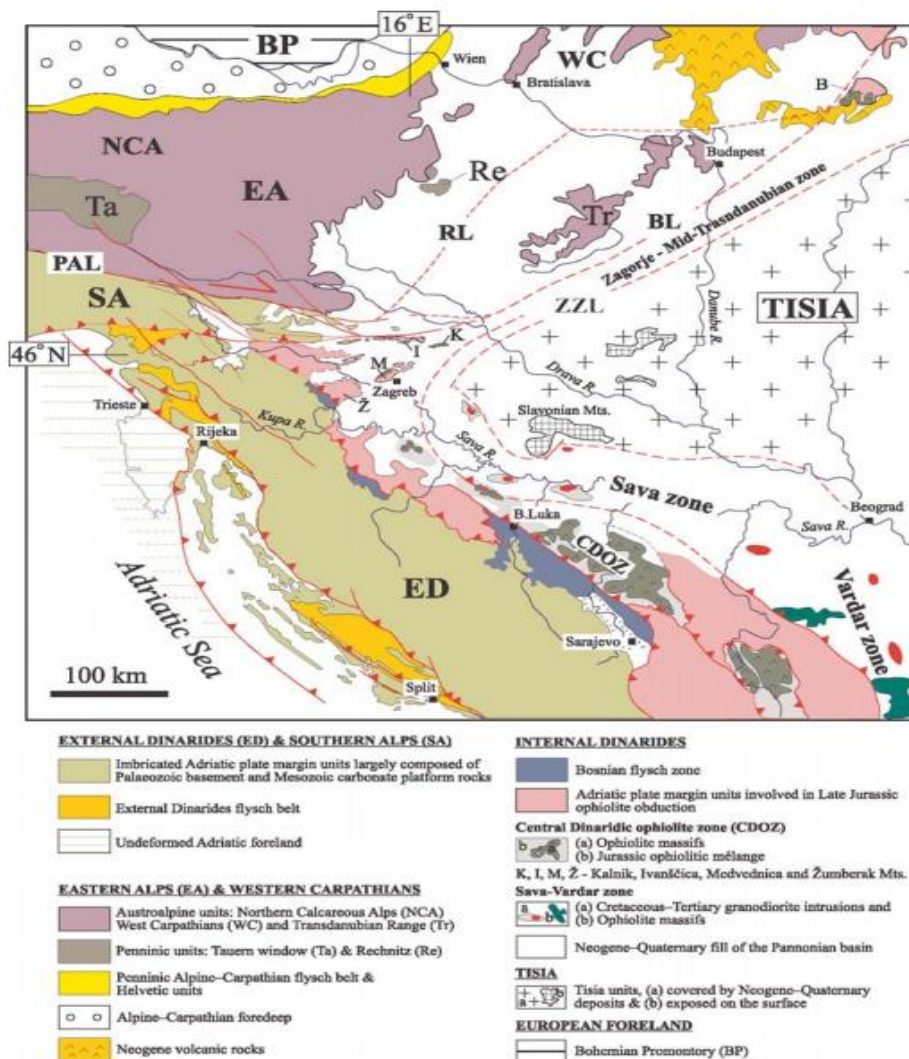 16° E
BP
Wien
WC
Bratislava
B
NCA
EA
Re
Budapest
Ta
RL
Tr
BL
Zagorje - Mid-Trasndanubian zone
PAL
SA
ZZL
TISIA
Danube R.
K
I
46° N
M
Zagreb
Drava R.
Trieste
Ž
Kupa R.
Slavonian Mts.
Rijeka
Sava R.
Sava zone
Beograd
B.Luka
Sava R.
CDOZ
ED
Adriatic Sea
Vardar zone
Sarajevo
100 km
Split
EXTERNAL DINARIDES (ED) & SOUTHERN ALPS (SA)
Imbricated Adriatic plate margin units largely composed of
Palaeozoic basement and Mesozoic carbonate platform rocks
External Dinarides flysch belt
Undeformed Adriatic foreland
EASTERN ALPS (EA) & WESTERN CARPATHIANS
Austroalpine units: Northern Calcareous Alps (NCA)
West Carpathians (WC) and Transdanubian Range (Tr)
Penninic units: Tauern window (Ta) & Rechnitz (Re)
Penninic Alpine–Carpathian flysch belt &
Helvetic units
Alpine–Carpathian foredeep
Neogene volcanic rocks
INTERNAL DINARIDES
Bosnian flysch zone
Adriatic plate margin units involved in Late Jurassic
ophiolite obduction
Central Dinaridic ophiolite zone (CDOZ)
b a (a) Ophiolite massifs
(b) Jurassic ophiolitic mélange
K, I, M, Ž - Kalnik, Ivanščica, Medvednica and Žumberak Mts.
Sava-Vardar zone
a b (a) Cretaceous–Tertiary granodiorite intrusions and
(b) Ophiolite massifs
Neogene–Quaternary fill of the Pannonian basin
TISIA
a b Tisia units, (a) covered by Neogene–Quaternary
deposits & (b) exposed on the surface
EUROPEAN FORELAND
Bohemian Promontory (BP)